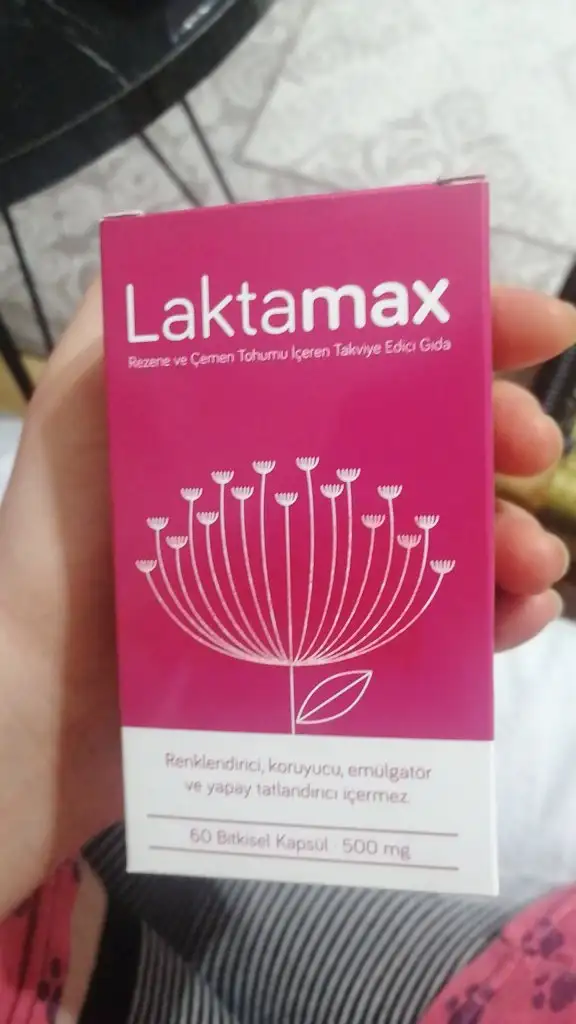 Laktamax
Rezene ve Çemen Tohumu İçeren Takviye Edici Gıda
Renklendirici, koruyucu, emülgatör
ve yapay tatlandırıcı içermez.
60 Bitkisel Kapsül 500 mg